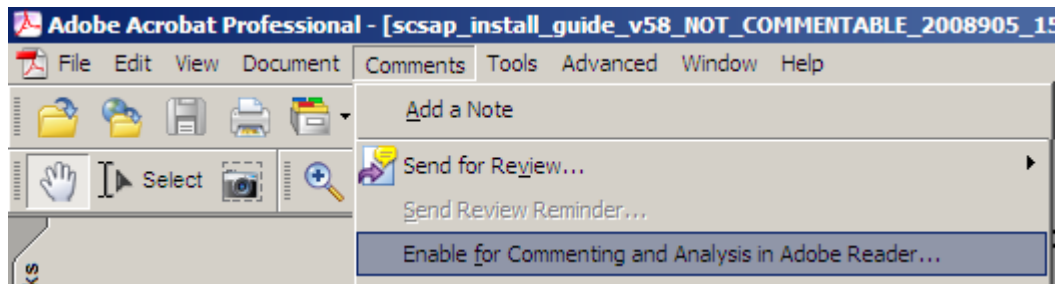 Adobe Acrobat Professional - [scsap_install_guide_v58_NOT_COMMENTABLE_2008905_15
File Edit View Document Comments Tools Advanced Window Help
Add a Note
Send for Review...
Select
Send Review Reminder...
Enable for Commenting and Analysis in Adobe Reader...